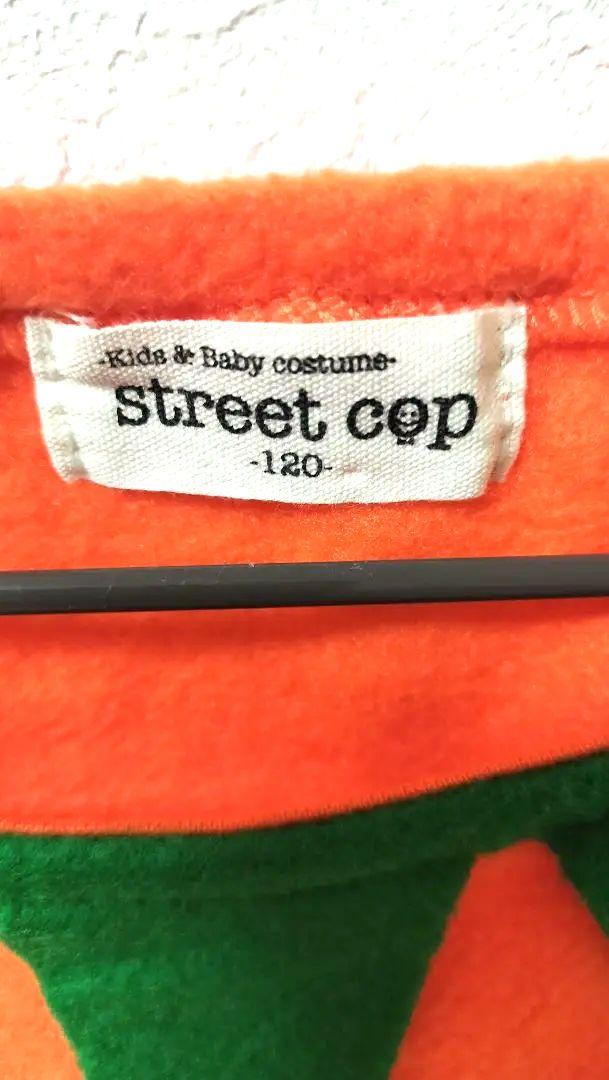 -Kids & Baby costume-
street cop
-120-